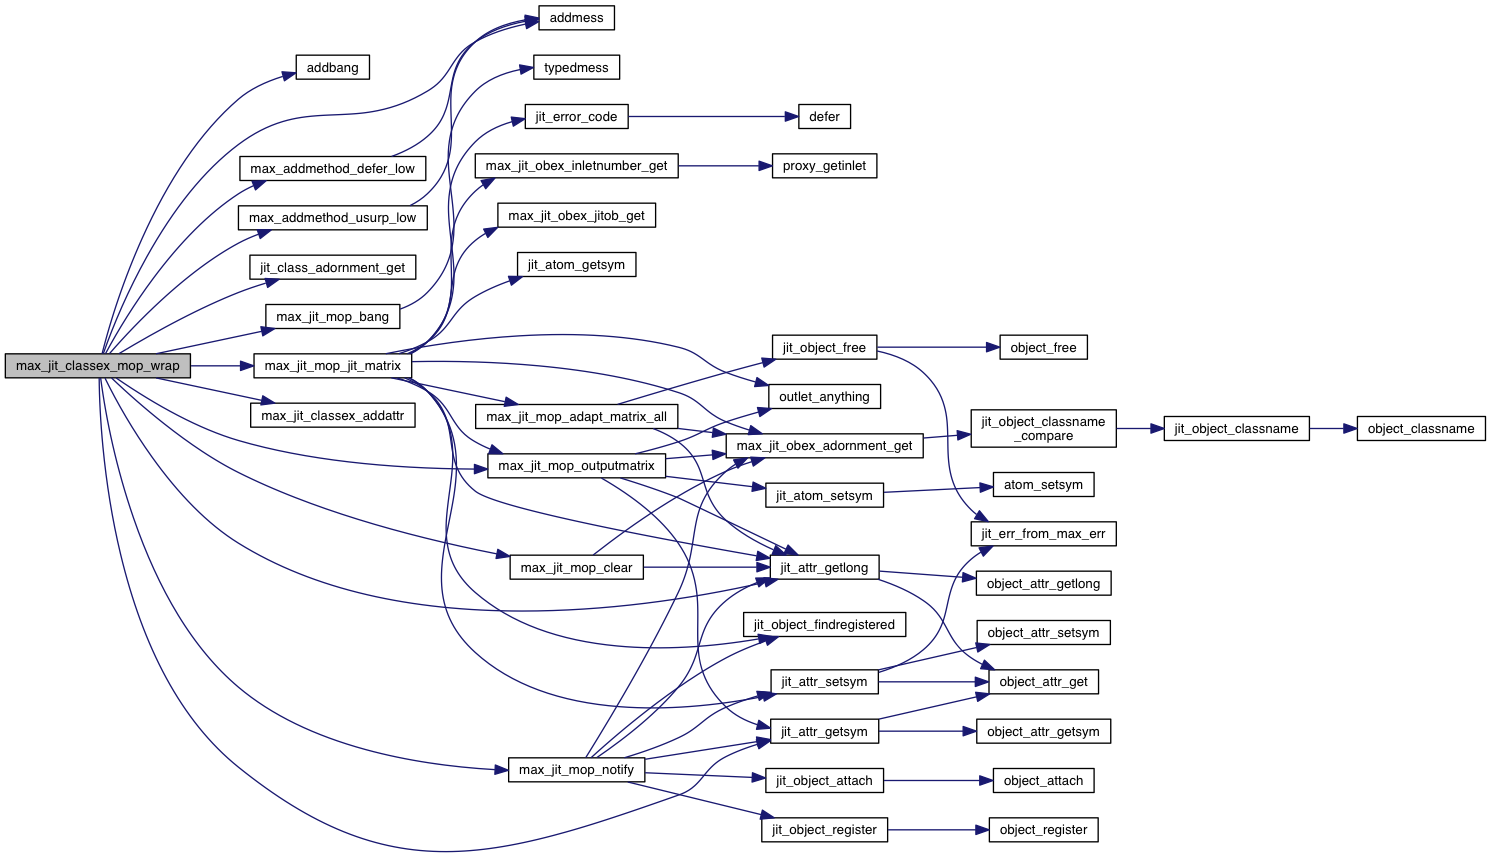 max_jit_classex_mop_wrap
addbang
max_addmethod_defer_low
max_addmethod_usurp_low
jit_class_adornment_get
max_jit_mop_bang
max_jit_mop_jit_matrix
max_jit_classex_addattr
addmess
typedmess
jit_error_code
max_jit_obex_inletnumber_get
max_jit_obex_jitob_get
jit_atom_getsym
max_jit_mop_adapt_matrix_all
max_jit_mop_outputmatrix
max_jit_mop_clear
max_jit_mop_notify
defer
proxy_getinlet
jit_object_free
outlet_anything
max_jit_obex_adornment_get
jit_atom_setsym
jit_attr_getlong
jit_object_findregistered
jit_attr_setsym
jit_attr_getsym
jit_object_attach
jit_object_register
object_free
jit_object_classname
_compare
atom_setsym
jit_err_from_max_err
object_attr_getlong
object_attr_setsym
object_attr_get
object_attr_getsym
object_attach
object_register
jit_object_classname
object_classname